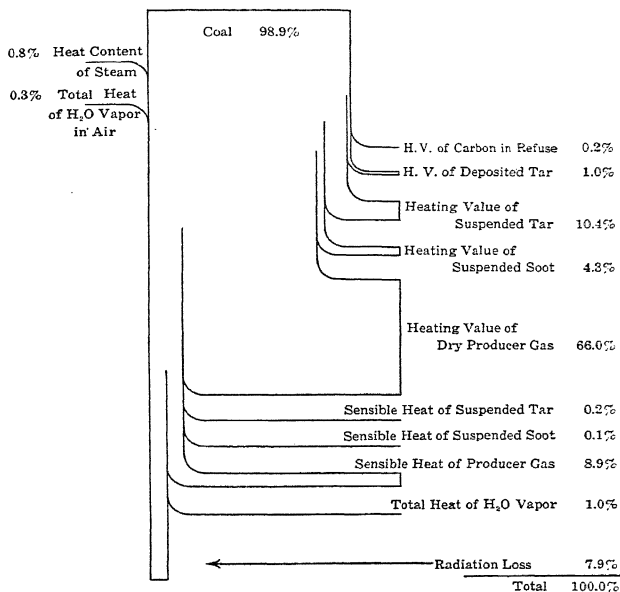 Coal 98.9%
0.8% Heat Content
of Steam
0.3% Total Heat
of H₂O Vapor
in Air
H.V. of Carbon in Refuse 0.2%
H. V. of Deposited Tar 1.0%
Heating Value of
Suspended Tar 10.4%
Heating Value of
Suspended Soot 4.3%
Heating Value of
Dry Producer Gas 66.0%
Sensible Heat of Suspended Tar 0.2%
Sensible Heat of Suspended Soot 0.1%
Sensible Heat of Producer Gas 8.9%
Total Heat of H₂O Vapor 1.0%
Radiation Loss 7.9%
Total 100.0%